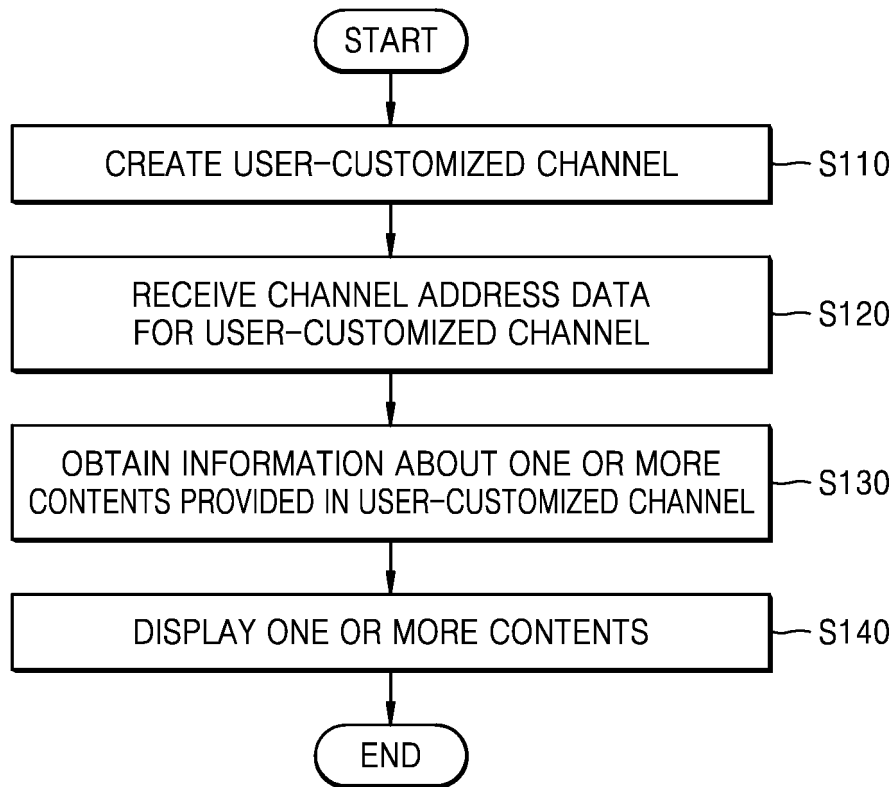 START
CREATE USER-CUSTOMIZED CHANNEL
S110
RECEIVE CHANNEL ADDRESS DATA
FOR USER-CUSTOMIZED CHANNEL
S120
OBTAIN INFORMATION ABOUT ONE OR MORE
CONTENTS PROVIDED IN USER-CUSTOMIZED CHANNEL
S130
DISPLAY ONE OR MORE CONTENTS
S140
END